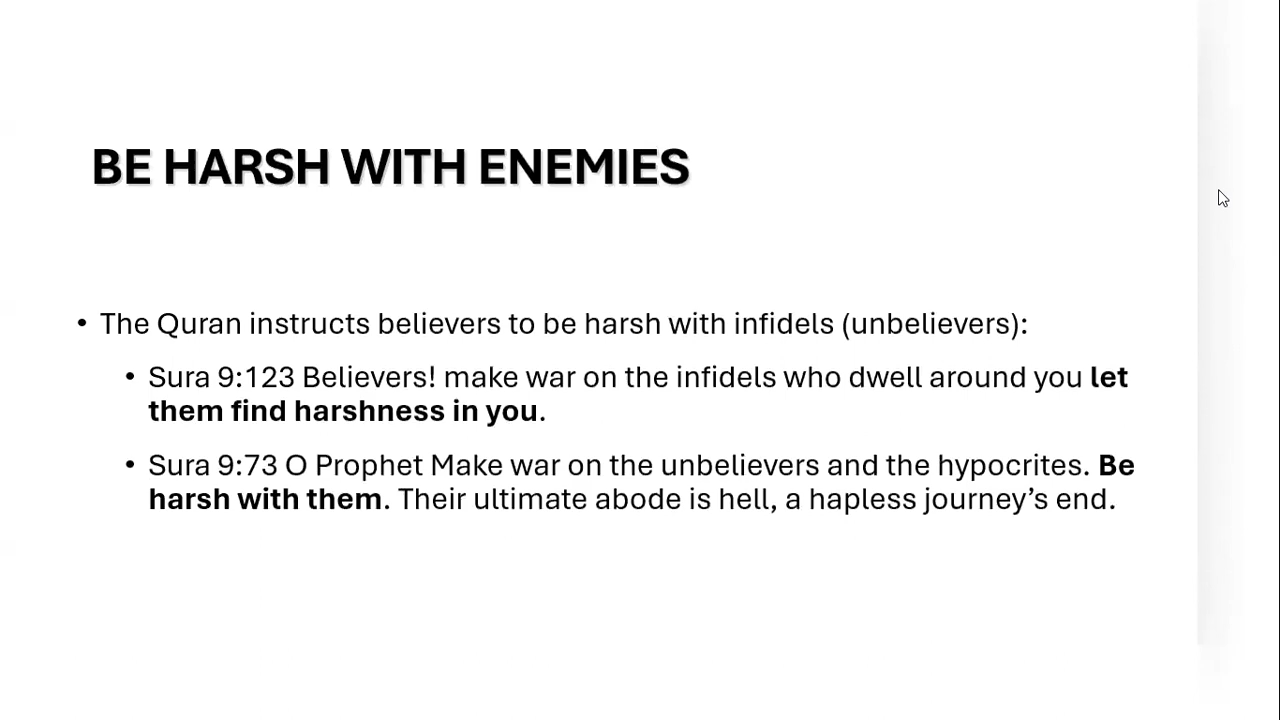 BE HARSH WITH ENEMIES
• The Quran instructs believers to be harsh with infidels (unbelievers):
• Sura 9:123 Believers! make war on the infidels who dwell around you let
them find harshness in you.
• Sura 9:73 O Prophet Make war on the unbelievers and the hypocrites. Be
harsh with them. Their ultimate abode is hell, a hapless journey’s end.